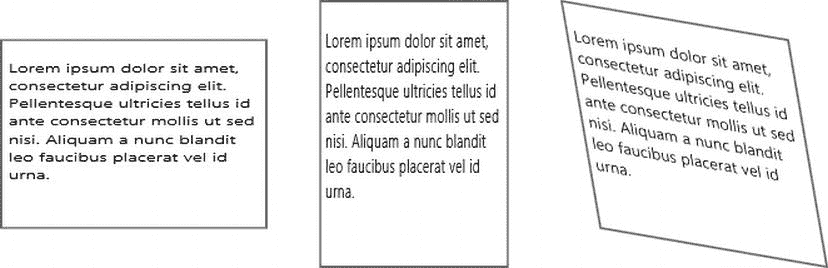 Lorem ipsum dolor sit amet,
consectetur adipiscing elit.
Pellentesque ultricies tellus id
ante consectetur mollis ut sed
nisi. Aliquam a nunc blandit
leo faucibus placerat vel id
urna.
Lorem ipsum dolor sit amet,
consectetur adipiscing elit.
Pellentesque ultricies tellus id
ante consectetur mollis ut sed
nisi. Aliquam a nunc blandit
leo faucibus placerat vel id
urna.
Lorem ipsum dolor sit amet,
consectetur adipiscing elit.
Pellentesque ultricies tellus id
ante consectetur mollis ut sed
nisi. Aliquam a nunc blandit
leo faucibus placerat vel id
urna.